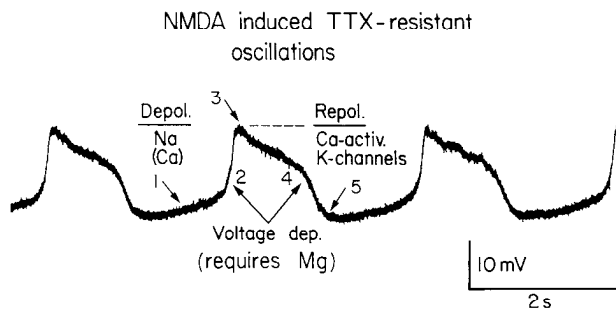 NMDA induced TTX-resistant
oscillations
3
Depol.
Repol.
Na
(Ca)
Ca-activ.
K-channels
1
2
4
5
Voltage dep.
(requires Mg)
10 mV
2 s